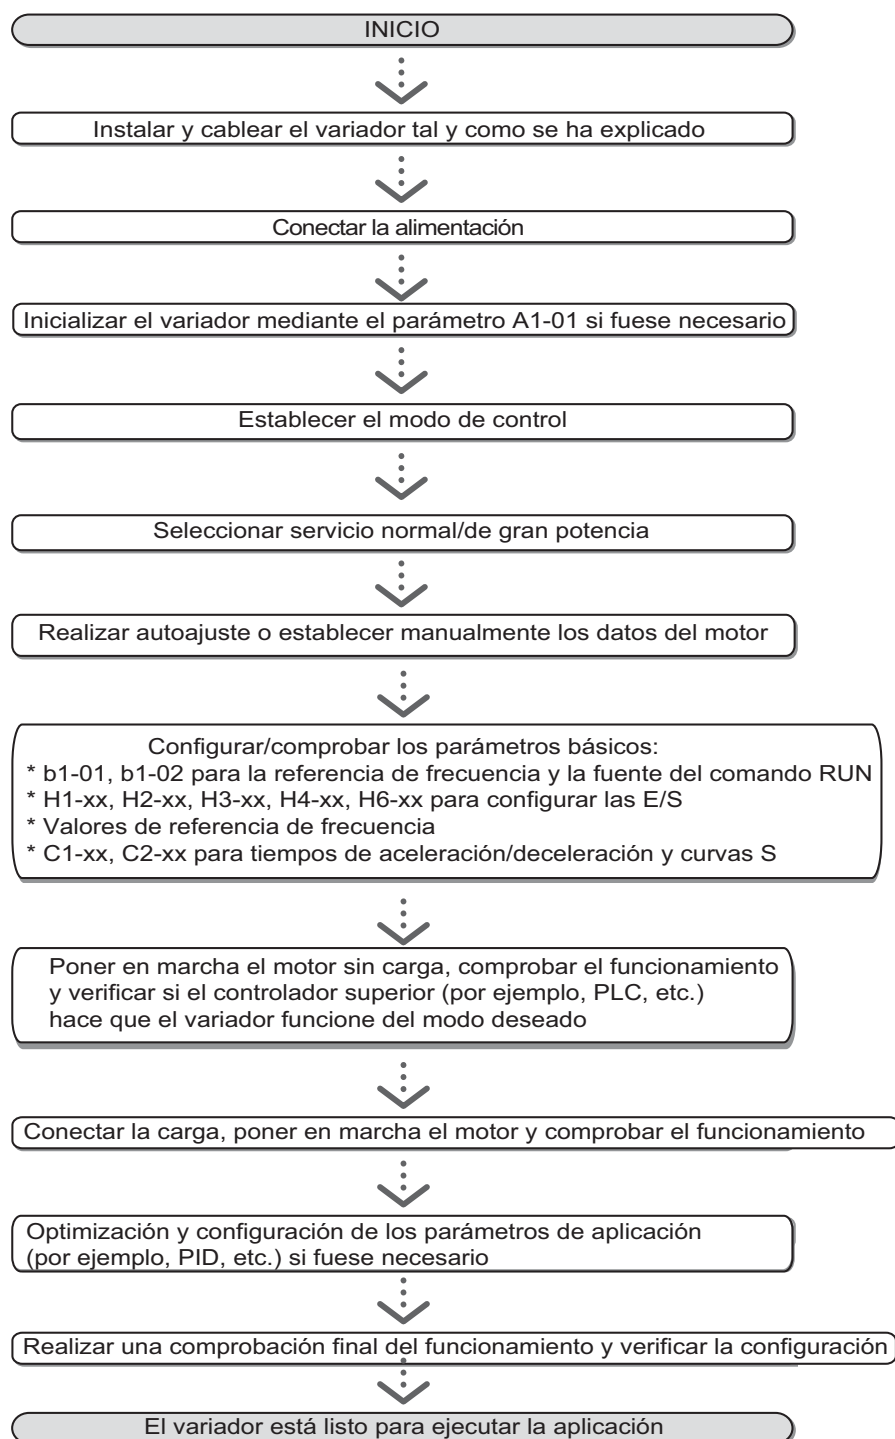 INICIO
Instalar y cablear el variador tal y como se ha explicado
Conectar la alimentación
Inicializar el variador mediante el parámetro A1-01 si fuese necesario
Establecer el modo de control
Seleccionar servicio normal/de gran potencia
Realizar autoajuste o establecer manualmente los datos del motor
Configurar/comprobar los parámetros básicos:
* b1-01, b1-02 para la referencia de frecuencia y la fuente del comando RUN
* H1-xx, H2-xx, H3-xx, H4-xx, H6-xx para configurar las E/S
* Valores de referencia de frecuencia
* C1-xx, C2-xx para tiempos de aceleración/deceleración y curvas S
Poner en marcha el motor sin carga, comprobar el funcionamiento
y verificar si el controlador superior (por ejemplo, PLC, etc.)
hace que el variador funcione del modo deseado
Conectar la carga, poner en marcha el motor y comprobar el funcionamiento
Optimización y configuración de los parámetros de aplicación
(por ejemplo, PID, etc.) si fuese necesario
Realizar una comprobación final del funcionamiento y verificar la configuración
El variador está listo para ejecutar la aplicación